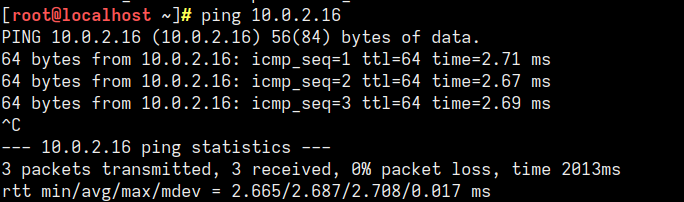 [root@localhost ~]# ping 10.0.2.16
PING 10.0.2.16 (10.0.2.16) 56(84) bytes of data.
64 bytes from 10.0.2.16: icmp_seq=1 ttl=64 time=2.71 ms
64 bytes from 10.0.2.16: icmp_seq=2 ttl=64 time=2.67 ms
64 bytes from 10.0.2.16: icmp_seq=3 ttl=64 time=2.69 ms
^C
--- 10.0.2.16 ping statistics ---
3 packets transmitted, 3 received, 0% packet loss, time 2013ms
rtt min/avg/max/mdev = 2.665/2.687/2.708/0.017 ms